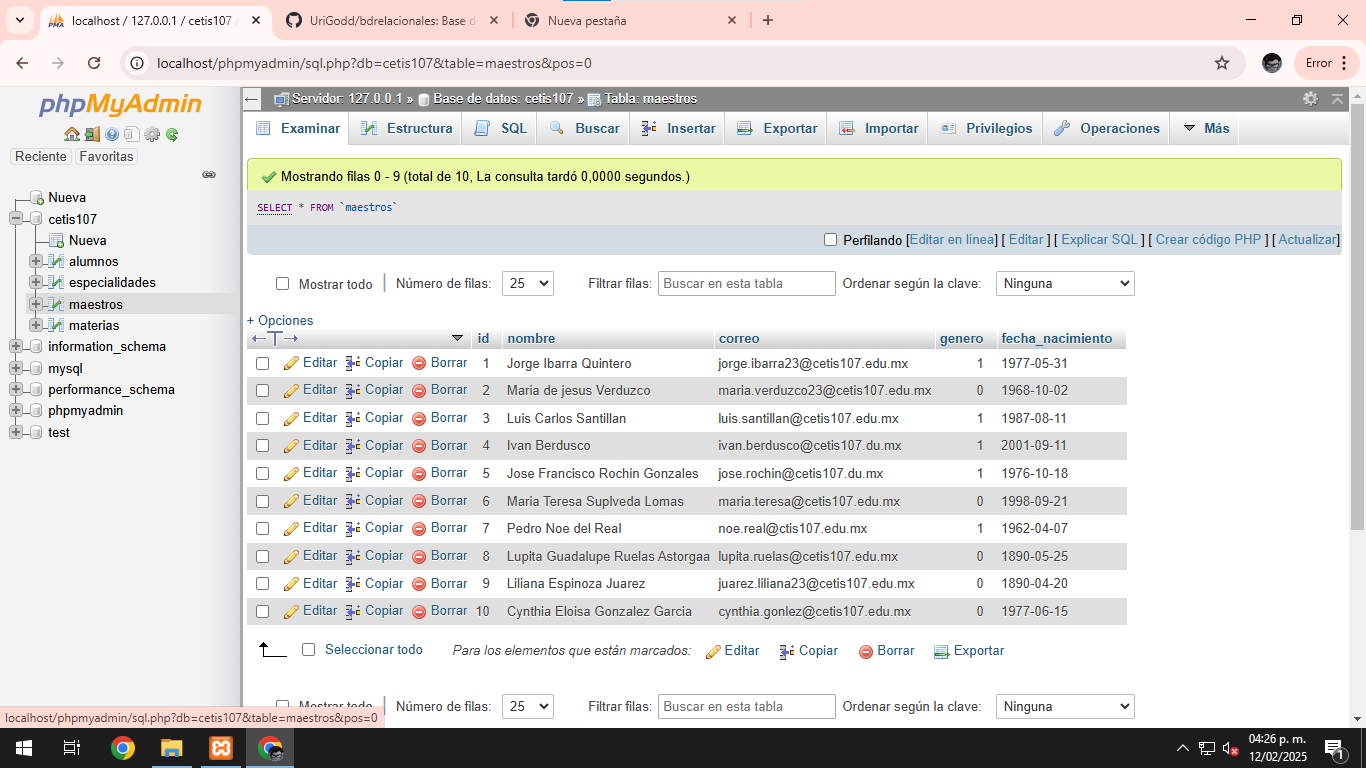 localhost / 127.0.0.1 / cetis107 /
UriGodd/bdrelacionales: Base d
Nueva pestaña
localhost/phpmyadmin/sql.php?db=cetis107&table=maestros&pos=0
Error
phpMyAdmin
Reciente Favoritas
Nueva
cetis107
Nueva
alumnos
especialidades
maestros
materias
information_schema
mysql
performance_schema
phpmyadmin
test
Servidor: 127.0.0.1 » Base de datos: cetis107 » Tabla: maestros
Examinar Estructura SQL Buscar Insertar Exportar Importar Privilegios Operaciones Más
Mostrando filas 0 - 9 (total de 10, La consulta tardó 0,0000 segundos.)
SELECT * FROM `maestros`
Perfilando [Editar en línea] [ Editar ] [ Explicar SQL ] [ Crear código PHP ] [ Actualizar]
Mostrar todo Número de filas: 25 Filtrar filas: Buscar en esta tabla Ordenar según la clave: Ninguna
+ Opciones
←T→ id nombre correo genero fecha_nacimiento
Editar Copiar Borrar 1 Jorge Ibarra Quintero jorge.ibarra23@cetis107.edu.mx 1 1977-05-31
Editar Copiar Borrar 2 Maria de jesus Verduzco maria.verduzco23@cetis107.edu.mx 0 1968-10-02
Editar Copiar Borrar 3 Luis Carlos Santillan luis.santillan@cetis107.edu.mx 1 1987-08-11
Editar Copiar Borrar 4 Ivan Berdusco ivan.berdusco@cetis107.du.mx 1 2001-09-11
Editar Copiar Borrar 5 Jose Francisco Rochin Gonzales jose.rochin@cetis107.du.mx 1 1976-10-18
Editar Copiar Borrar 6 Maria Teresa Suplveda Lomas maria.teresa@cetis107.edu.mx 0 1998-09-21
Editar Copiar Borrar 7 Pedro Noe del Real noe.real@ctis107.edu.mx 1 1962-04-07
Editar Copiar Borrar 8 Lupita Guadalupe Ruelas Astorgaa lupita.ruelas@cetis107.edu.mx 0 1890-05-25
Editar Copiar Borrar 9 Liliana Espinoza Juarez juarez.liliana23@cetis107.edu.mx 0 1890-04-20
Editar Copiar Borrar 10 Cynthia Eloisa Gonzalez Garcia cynthia.gonlez@cetis107.edu.mx 0 1977-06-15
Seleccionar todo Para los elementos que están marcados: Editar Copiar Borrar Exportar
Mostrar todo Número de filas: 25 Filtrar filas: Buscar en esta tabla Ordenar según la clave: Ninguna
localhost/phpmyadmin/sql.php?db=cetis107&table=maestros&pos=0
04:26 p. m.
12/02/2025
1